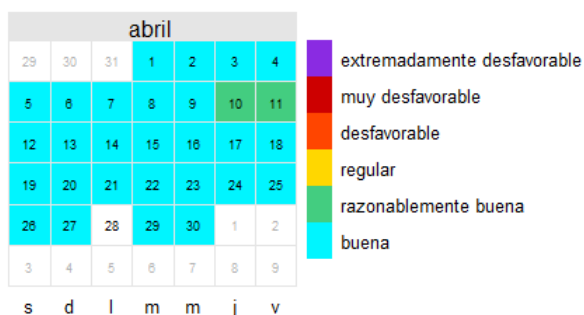 abril
29 30 31 1 2 3 4
5 6 7 8 9 10 11
12 13 14 15 16 17 18
19 20 21 22 23 24 25
26 27 28 29 30 1 2
3 4 5 6 7 8 9
s d l m m j v
extremadamente desfavorable
muy desfavorable
desfavorable
regular
razonablemente buena
buena